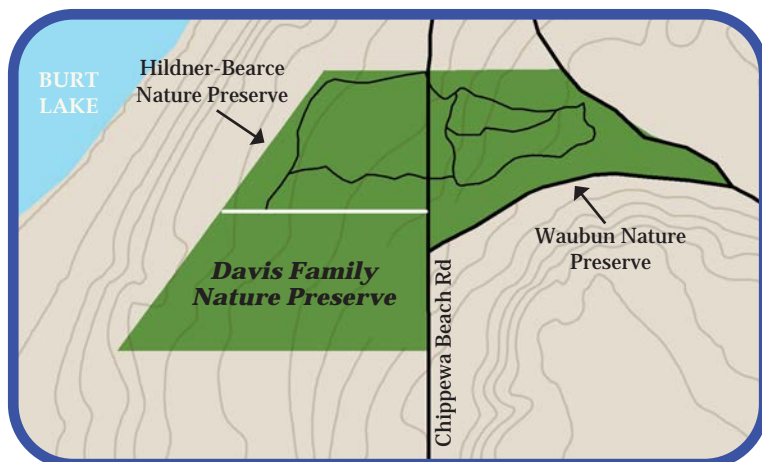 BURT
LAKE
Hildner-Bearce
Nature Preserve
Davis Family
Nature Preserve
Waubun Nature
Preserve
Chippewa Beach Rd